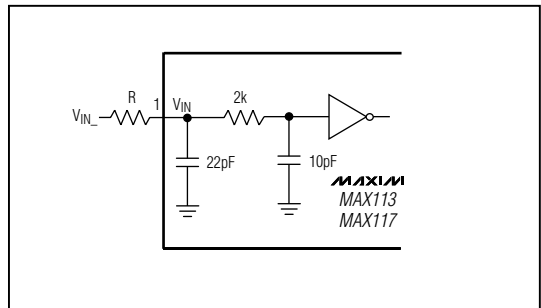 R
1
V_IN
2k
V_IN_
22pF
10pF
MAXIM
MAX113
MAX117